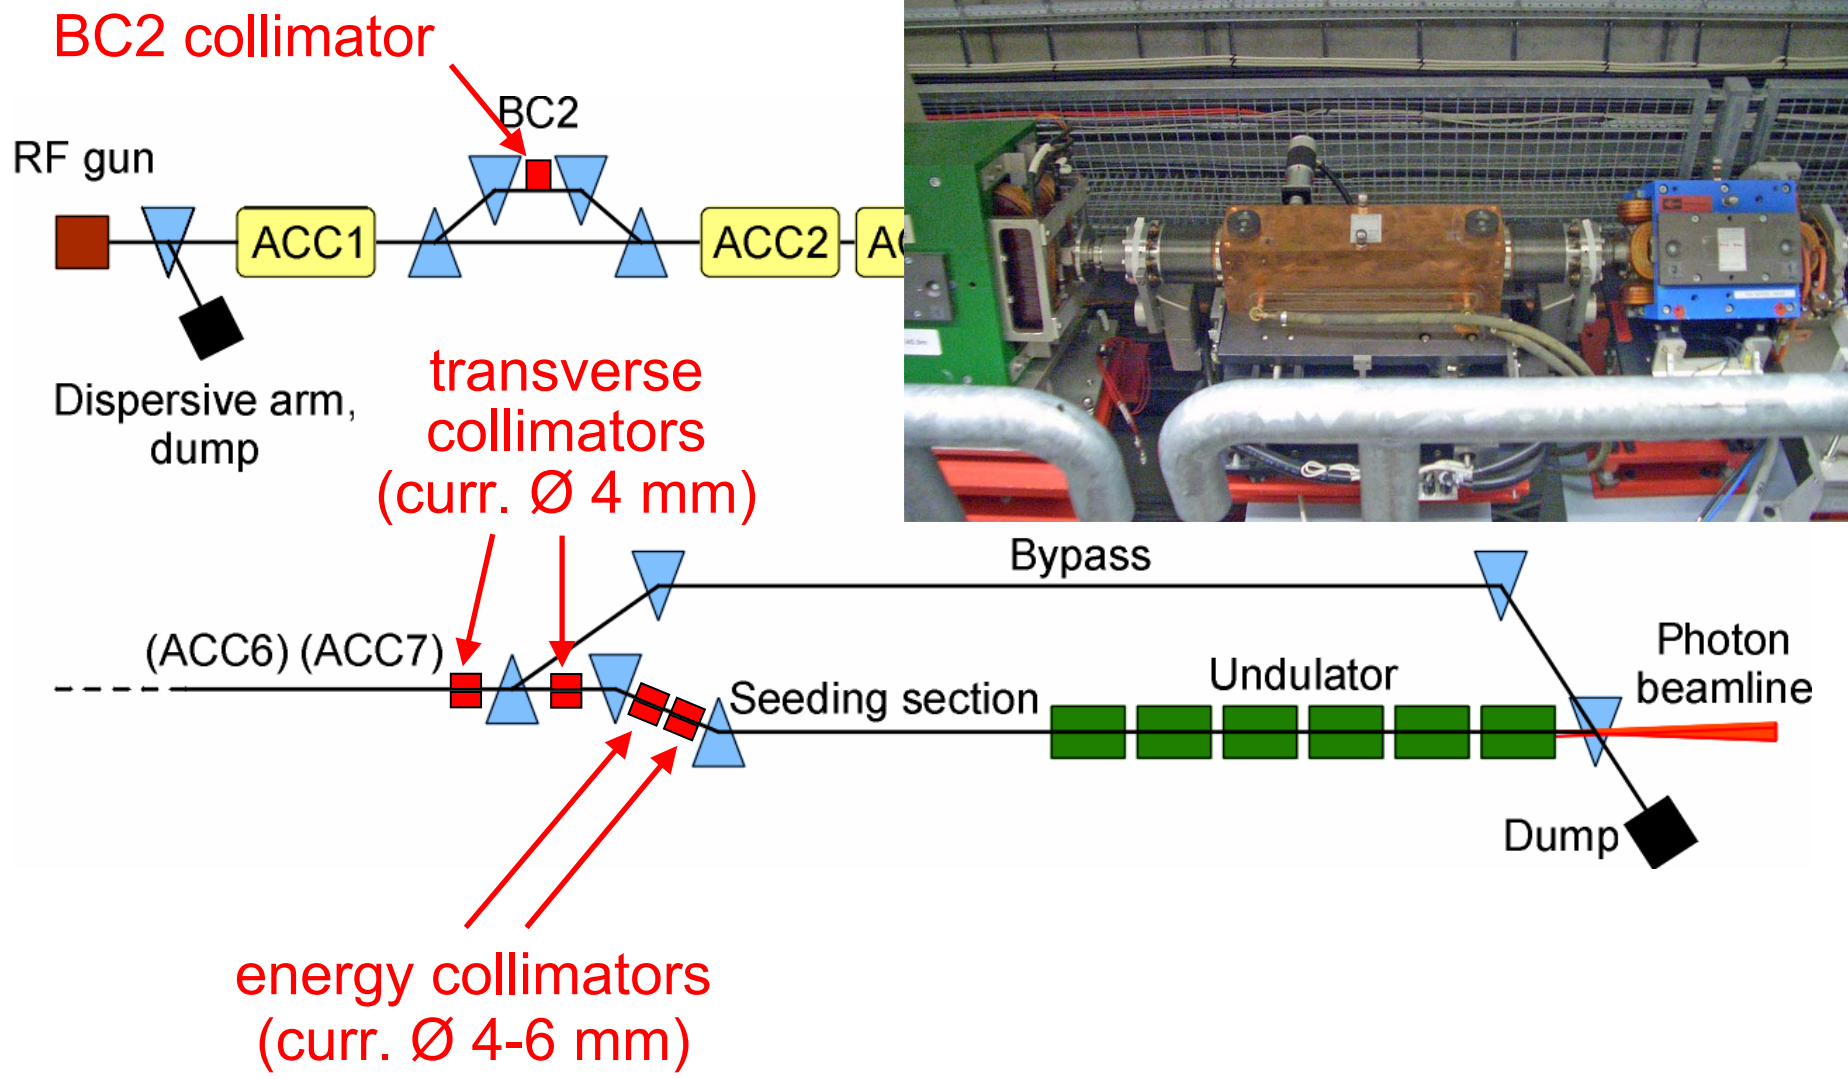 BC2 collimator
BC2
RF gun
ACC1
ACC2
Dispersive arm,
dump
transverse
collimators
(curr. Ø 4 mm)
Bypass
(ACC6) (ACC7)
Seeding section
Undulator
Photon
beamline
Dump
energy collimators
(curr. Ø 4-6 mm)